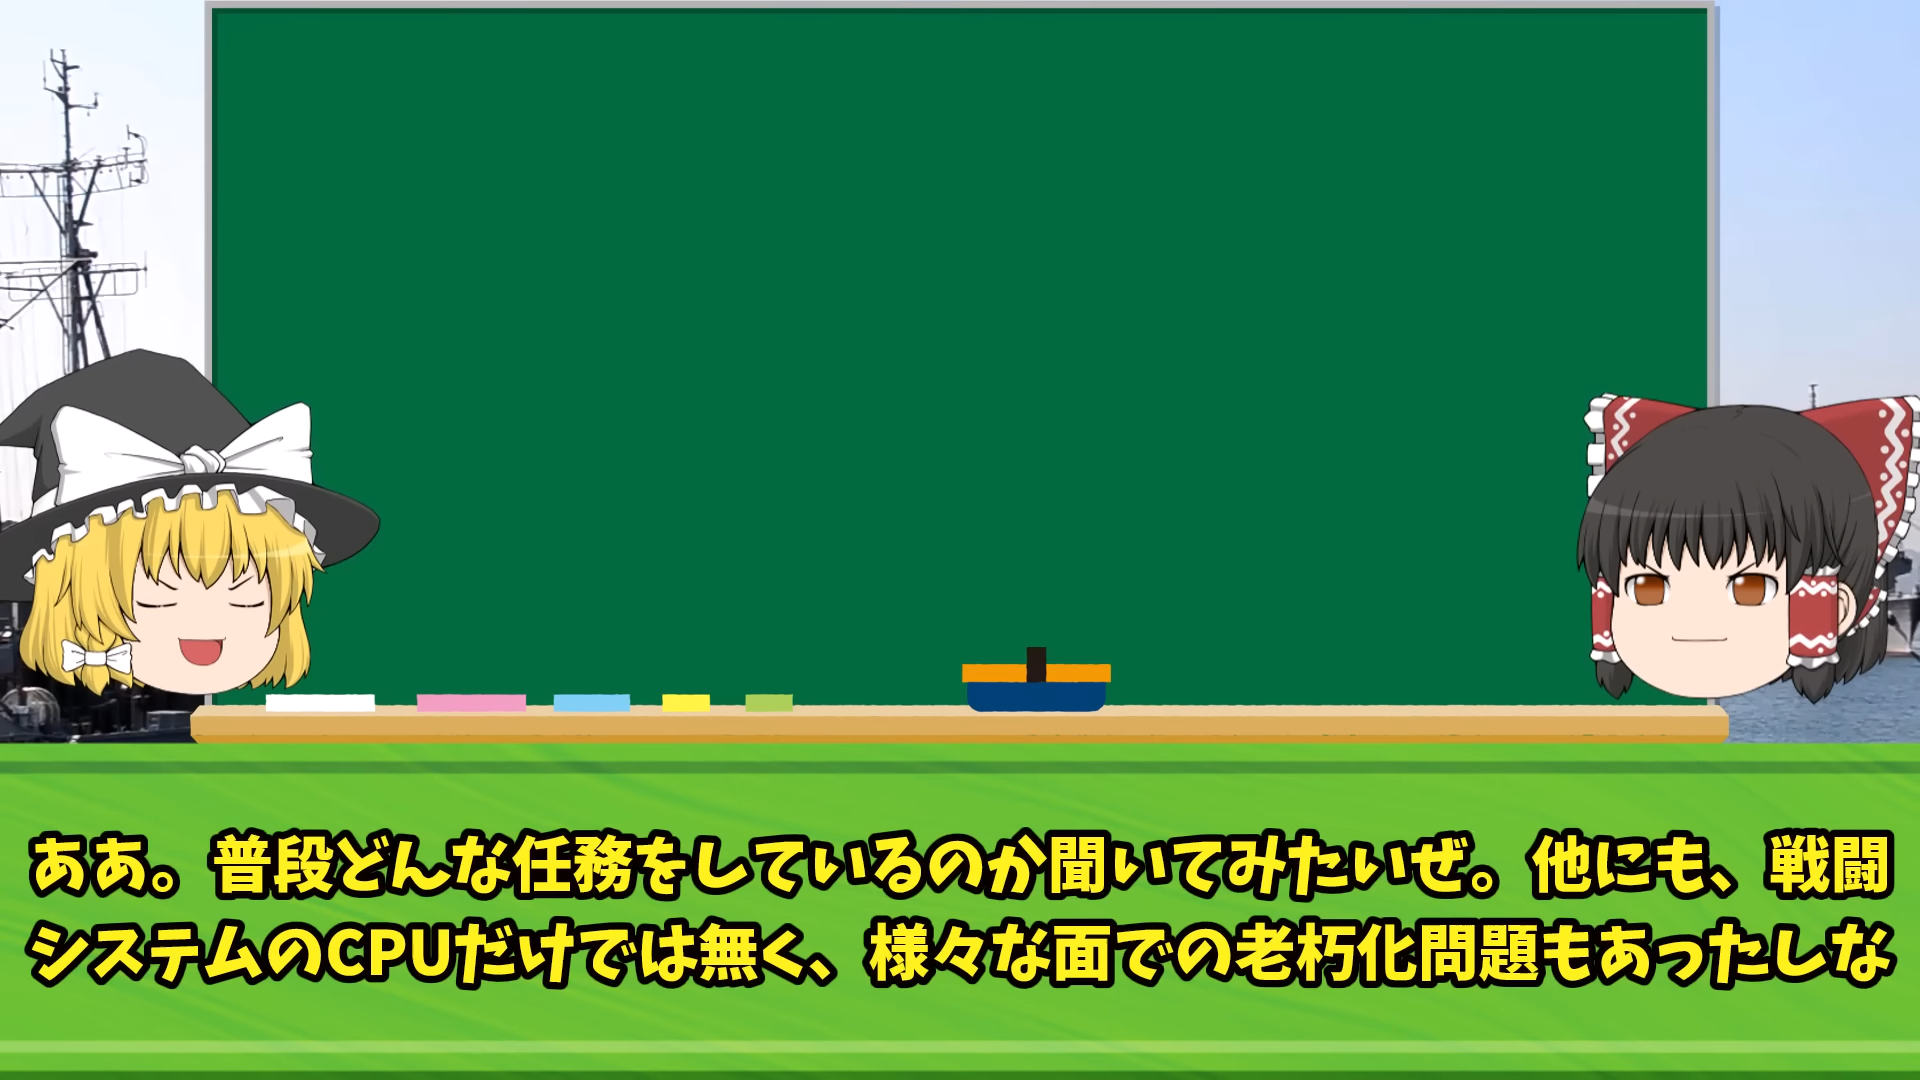 ああ。普段どんな任務をしているのか聞いてみたいぜ。他にも、戦闘
システムのCPUだけでは無く、様々な面での老朽化問題もあったしな